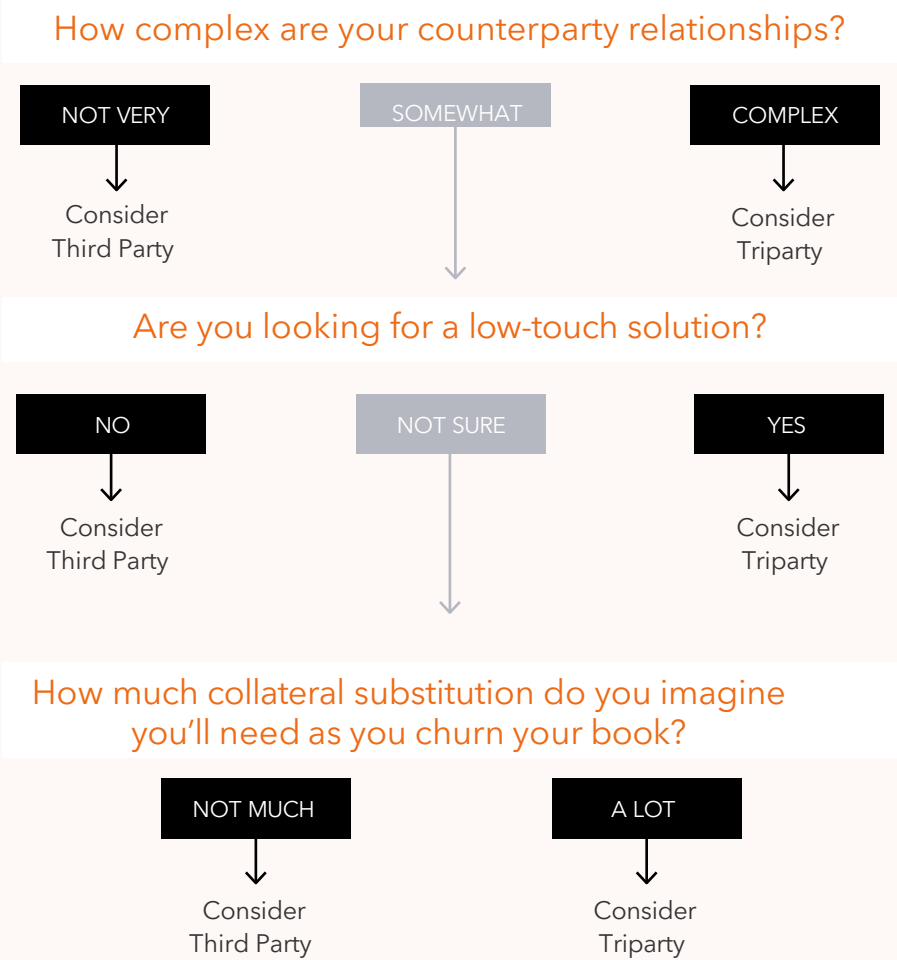 How complex are your counterparty relationships?
NOT VERY
SOMEWHAT
COMPLEX
Consider
Third Party
Consider
Triparty
Are you looking for a low-touch solution?
NO
NOT SURE
YES
Consider
Third Party
Consider
Triparty
How much collateral substitution do you imagine
you’ll need as you churn your book?
NOT MUCH
A LOT
Consider
Third Party
Consider
Triparty